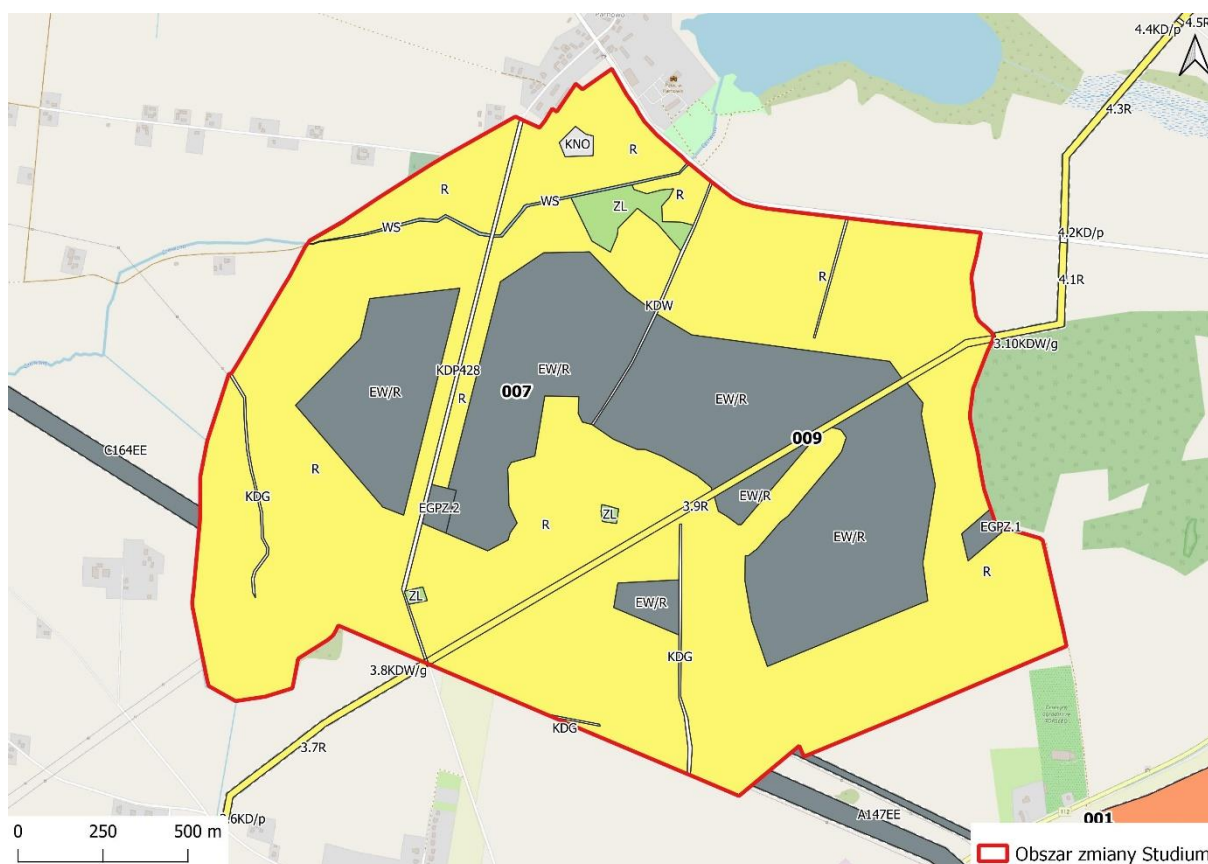 Parnowo
4.4KD/p
4.5R
4.3R
KNO
R
R
R
WS
ZL
WS
4.2KD/p
4.1R
R
KDW
3.10KDW/g
KDP428
EW/R
EW/R
EW/R
R
007
009
C164EE
R
KDG
EW/R
3.9R
EGPZ.2
ZL
R
EGPZ.1
EW/R
R
ZL
EW/R
KDG
3.8KDW/g
KDG
3.7R
A147EE
001
0 250 500 m
Obszar zmiany Studium